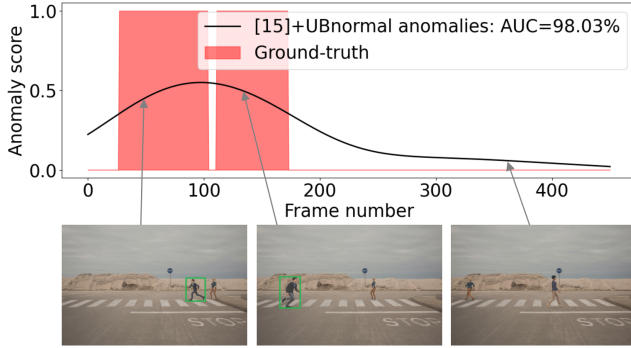 1.0
[15]+UBnormal anomalies: AUC=98.03%
Ground-truth
Anomaly score
0.5
0.0
0
100
200
300
400
Frame number
STOP
STOP
STOP